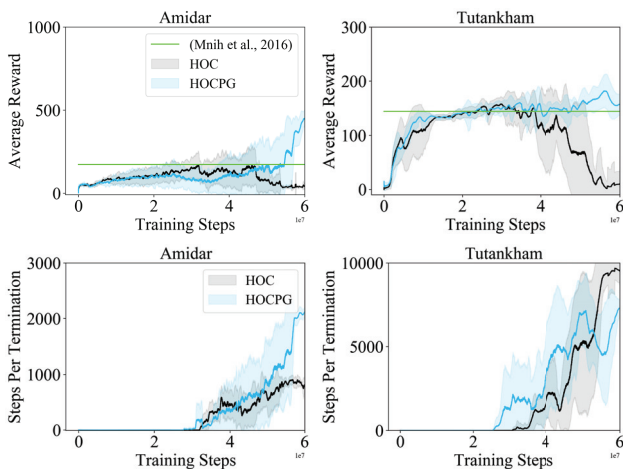 Amidar
1000
500
0
Average Reward
(Mnih et al., 2016)
HOC
HOCPG
0 2 4 6
1e7
Training Steps
Tutankham
300
200
100
0
Average Reward
0 2 4 6
1e7
Training Steps
Amidar
3000
2000
1000
0
Steps Per Termination
HOC
HOCPG
0 2 4 6
1e7
Training Steps
Tutankham
10000
5000
0
Steps Per Termination
0 2 4 6
1e7
Training Steps